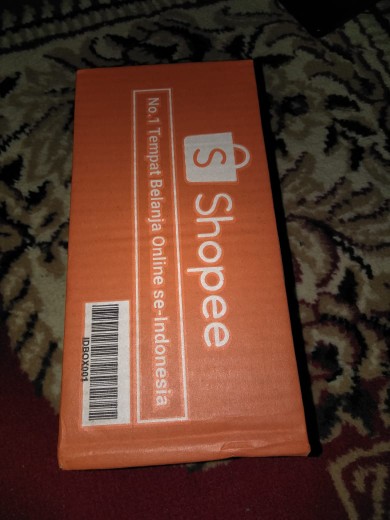 Shopee
No.1 Tempat Belanja Online se-Indonesia
IDBOX001